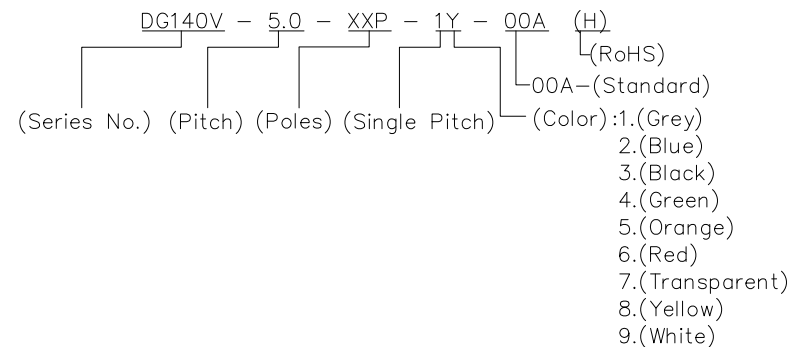 DG140V - 5.0 - XXP - 1Y - 00A (H)
(RoHS)
00A-(Standard)
(Series No.) (Pitch) (Poles) (Single Pitch) (Color):1.(Grey)
2.(Blue)
3.(Black)
4.(Green)
5.(Orange)
6.(Red)
7.(Transparent)
8.(Yellow)
9.(White)